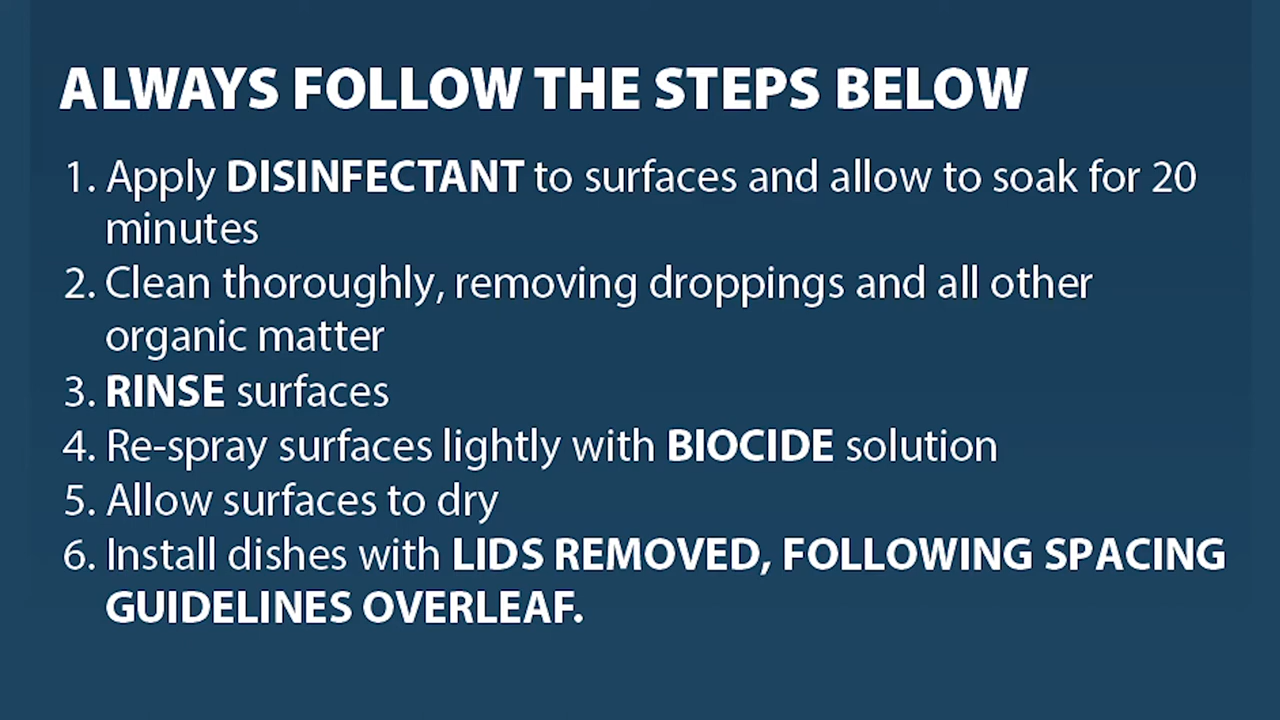 ALWAYS FOLLOW THE STEPS BELOW
1. Apply DISINFECTANT to surfaces and allow to soak for 20
minutes
2. Clean thoroughly, removing droppings and all other
organic matter
3. RINSE surfaces
4. Re-spray surfaces lightly with BIOCIDE solution
5. Allow surfaces to dry
6. Install dishes with LIDS REMOVED, FOLLOWING SPACING
GUIDELINES OVERLEAF.